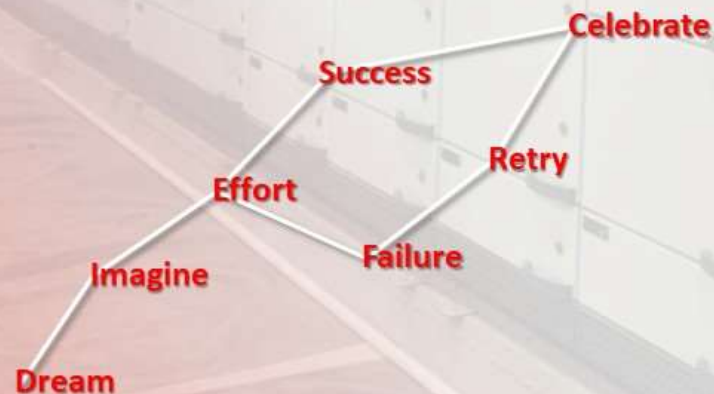 Celebrate
Success
Retry
Effort
Failure
Imagine
Dream